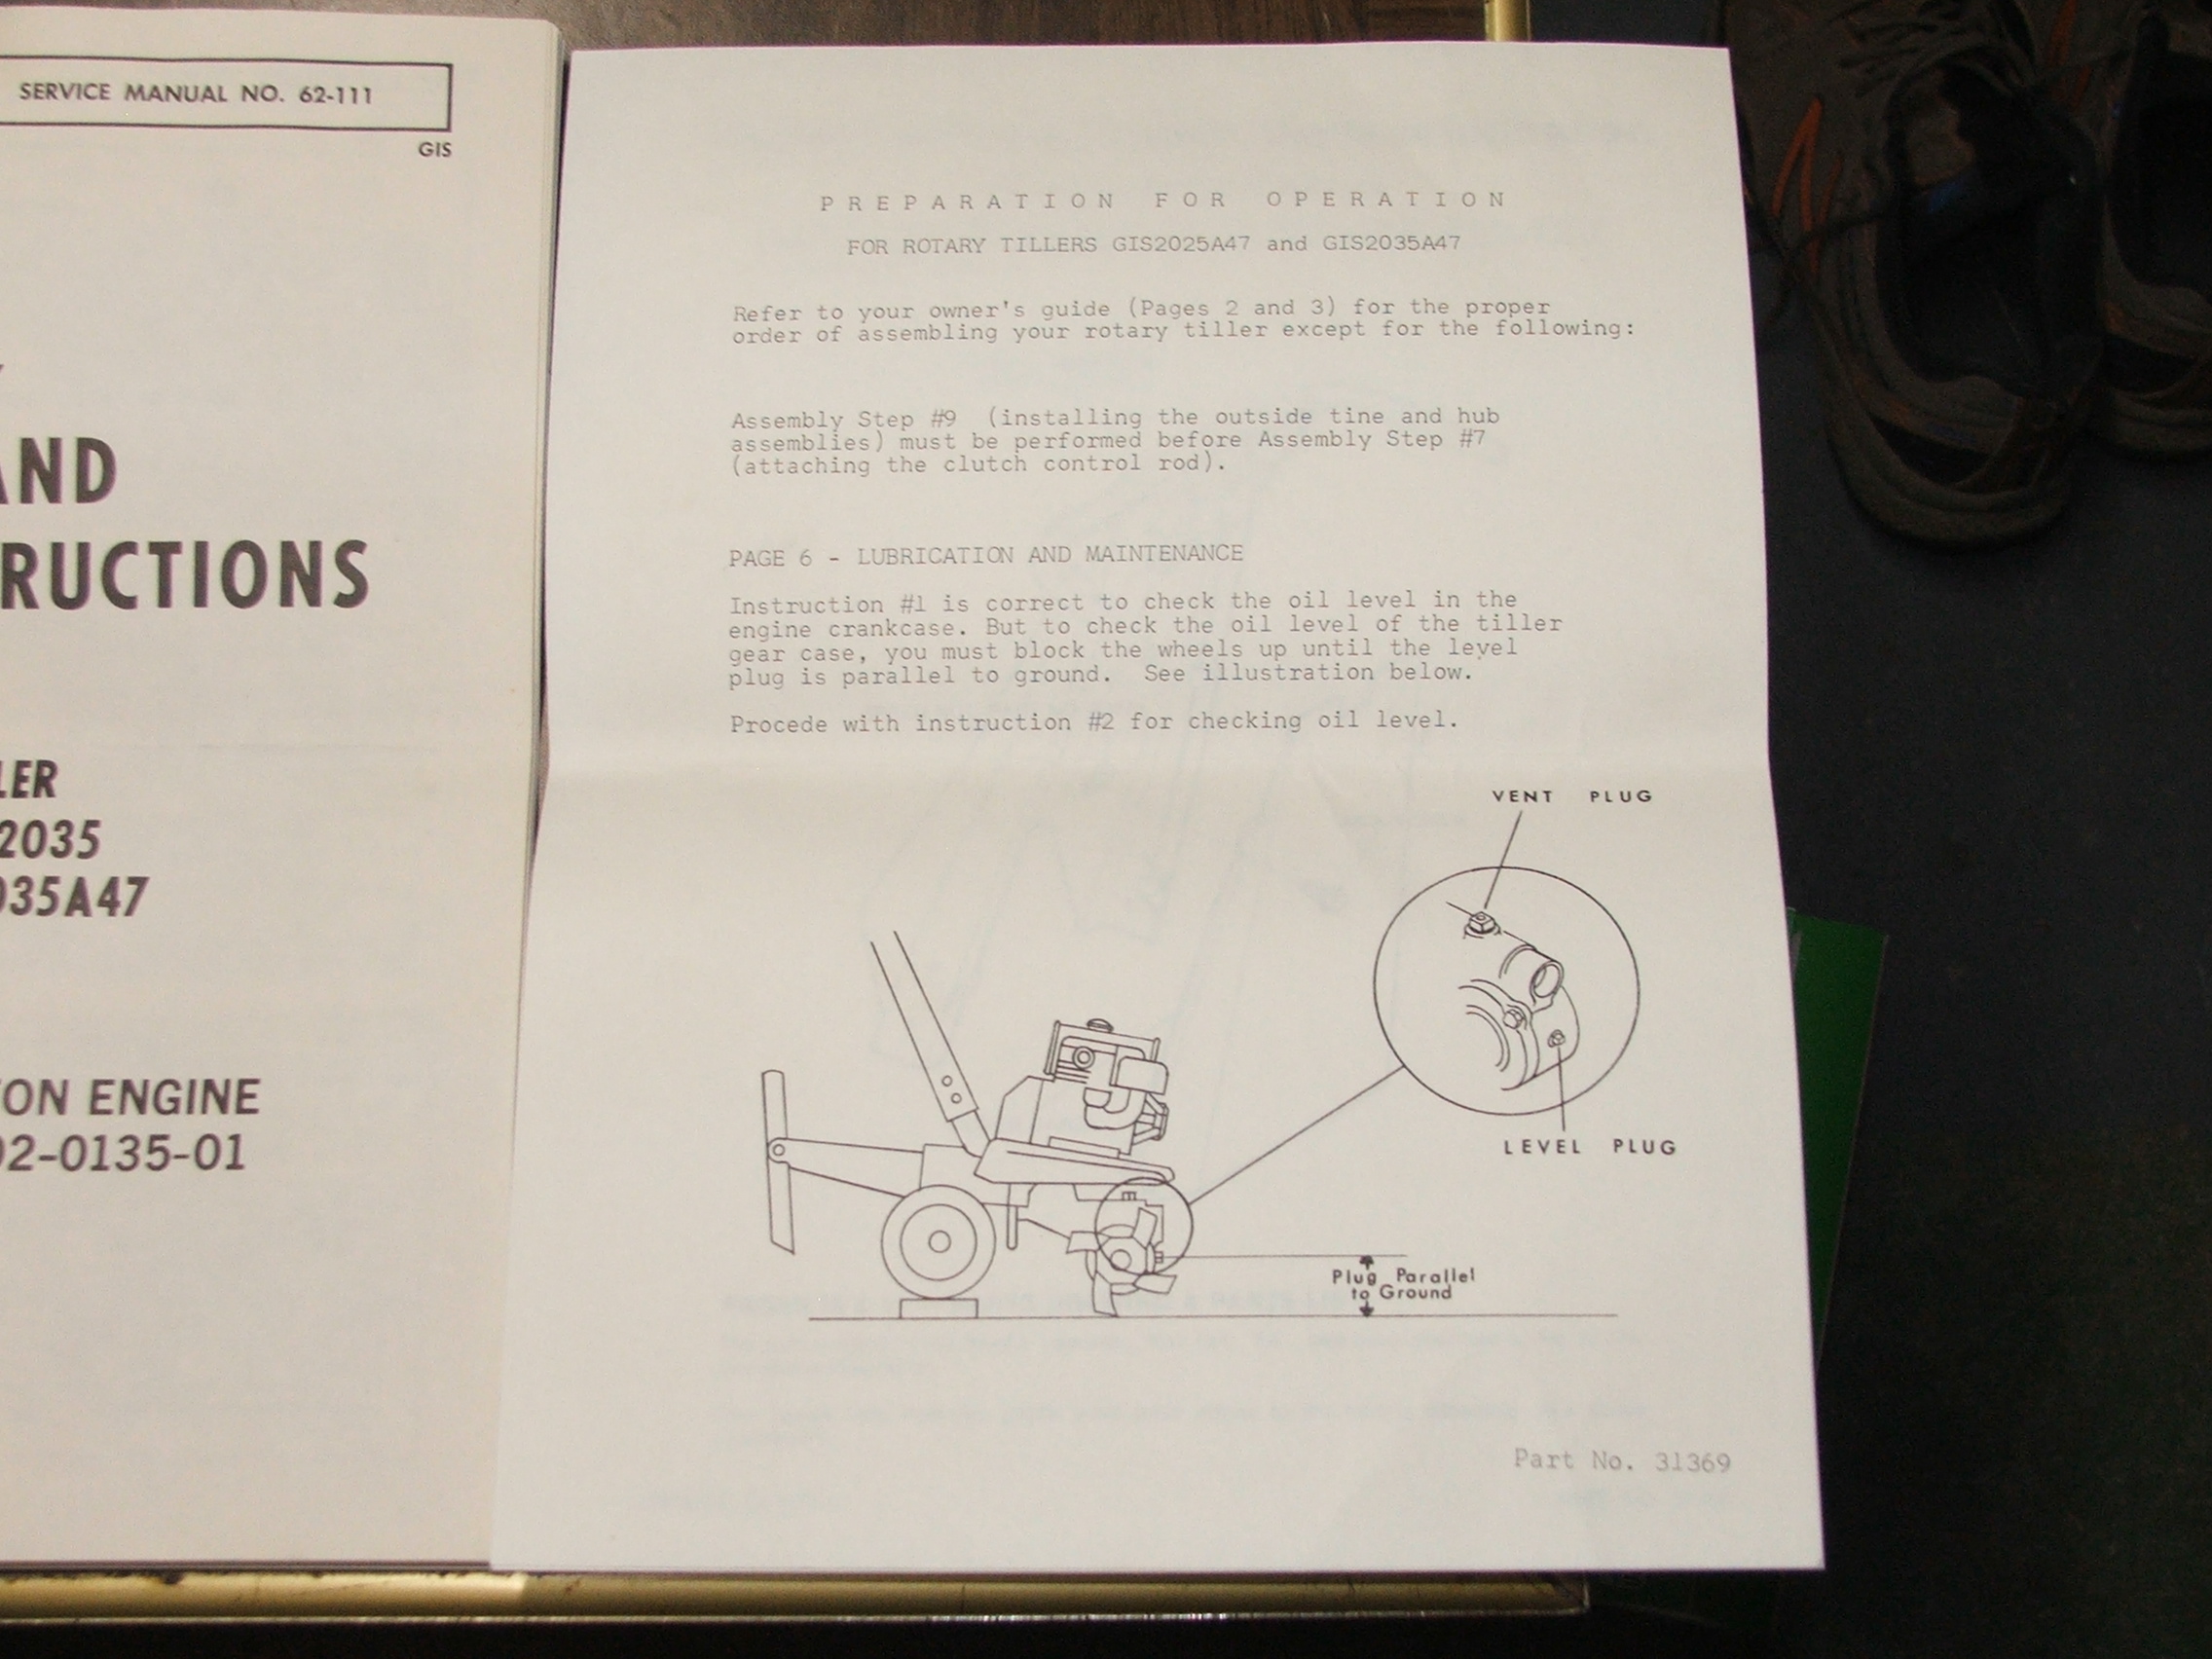 SERVICE MANUAL NO. 62-111
GIS
AND
RUCTIONS
LER
2035
035A47
ON ENGINE
02-0135-01
PREPARATION FOR OPERATION
FOR ROTARY TILLERS GIS2025A47 and GIS2035A47
Refer to your owner's guide (Pages 2 and 3) for the proper
order of assembling your rotary tiller except for the following:
Assembly Step #9 (installing the outside tine and hub
assemblies) must be performed before Assembly Step #7
(attaching the clutch control rod).
PAGE 6 - LUBRICATION AND MAINTENANCE
Instruction #1 is correct to check the oil level in the
engine crankcase. But to check the oil level of the tiller
gear case, you must block the wheels up until the level
plug is parallel to ground. See illustration below.
Procede with instruction #2 for checking oil level.
VENT PLUG
LEVEL PLUG
Plug Parallel
to Ground
Part No. 31369